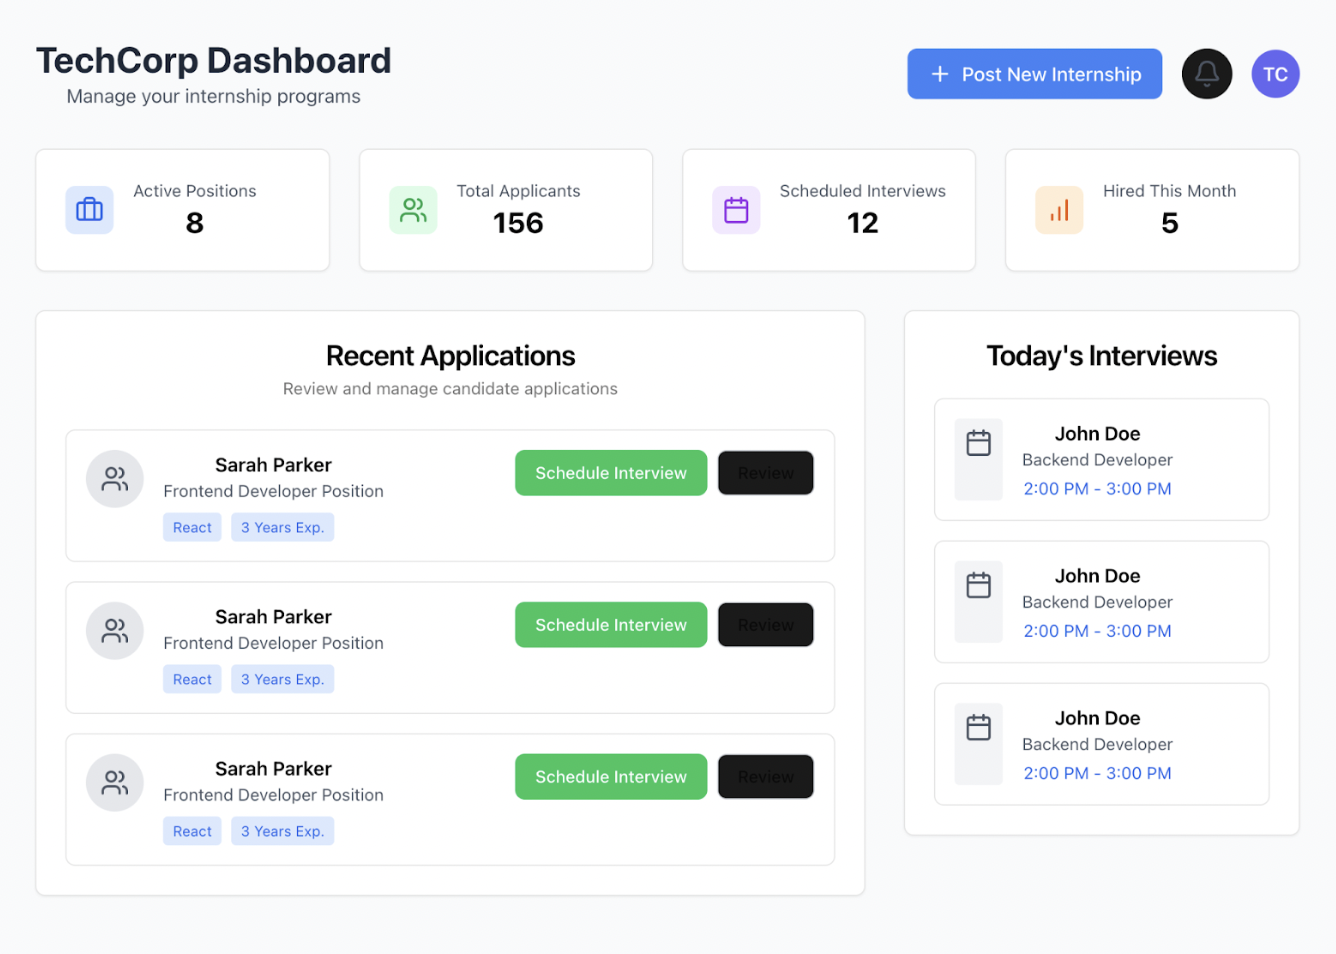 TechCorp Dashboard
Manage your internship programs
+ Post New Internship
TC
Active Positions
8
Total Applicants
156
Scheduled Interviews
12
Hired This Month
5
Recent Applications
Review and manage candidate applications
Sarah Parker
Frontend Developer Position
React
3 Years Exp.
Schedule Interview
Review
Sarah Parker
Frontend Developer Position
React
3 Years Exp.
Schedule Interview
Review
Sarah Parker
Frontend Developer Position
React
3 Years Exp.
Schedule Interview
Review
Today's Interviews
John Doe
Backend Developer
2:00 PM - 3:00 PM
John Doe
Backend Developer
2:00 PM - 3:00 PM
John Doe
Backend Developer
2:00 PM - 3:00 PM